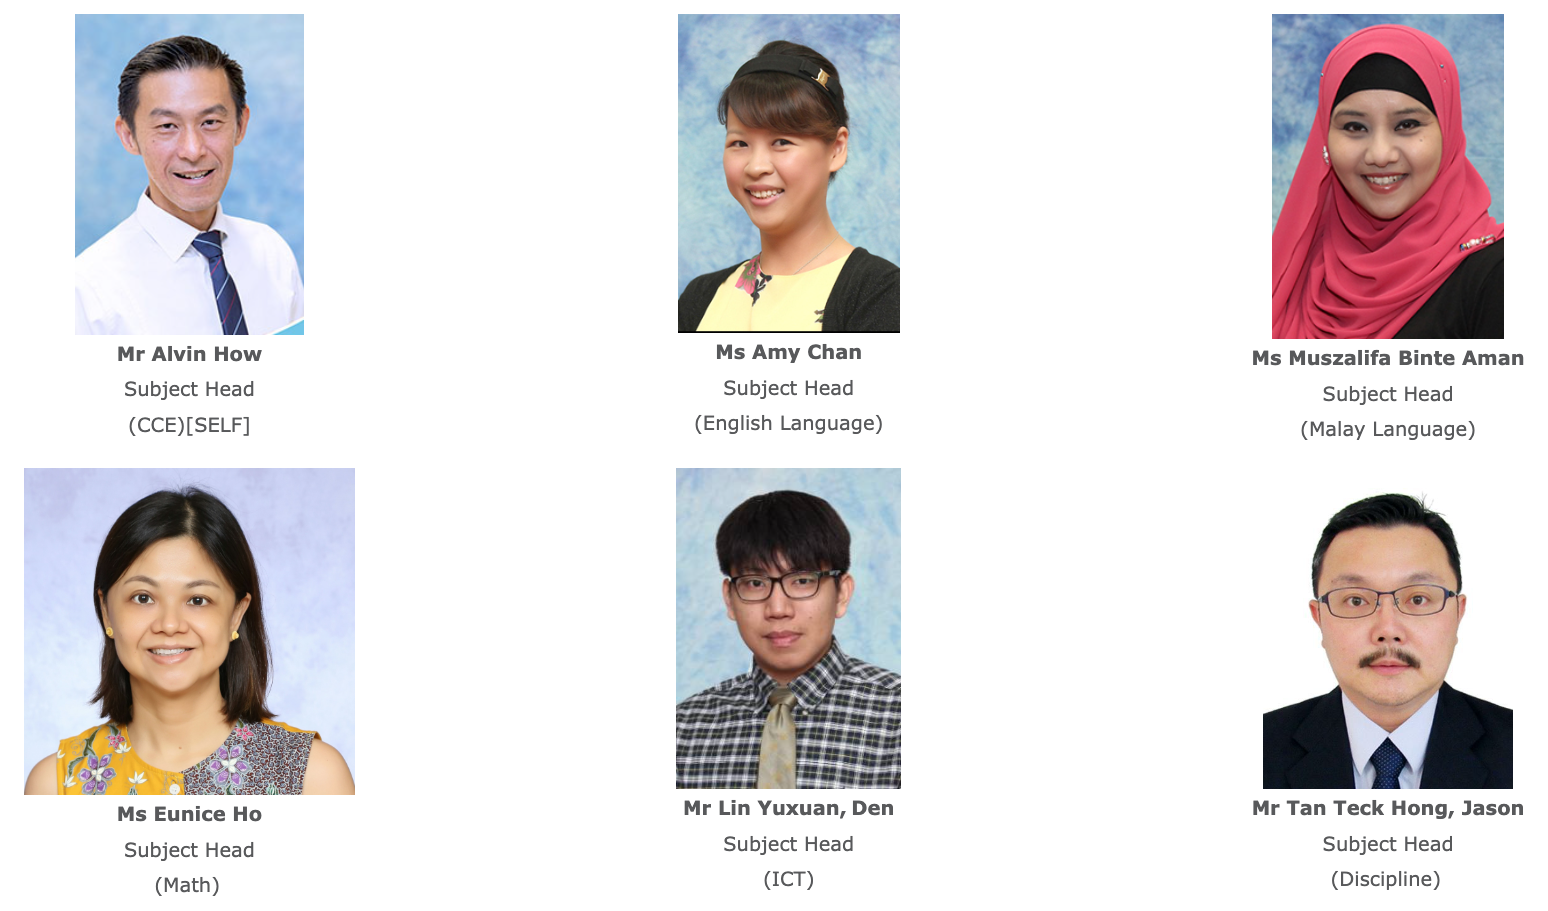 Mr Alvin How
Subject Head
(CCE)[SELF]
Ms Amy Chan
Subject Head
(English Language)
Ms Muszalifa Binte Aman
Subject Head
(Malay Language)
Ms Eunice Ho
Subject Head
(Math)
Mr Lin Yuxuan, Den
Subject Head
(ICT)
Mr Tan Teck Hong, Jason
Subject Head
(Discipline)